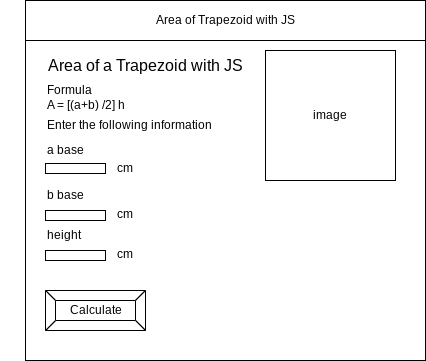 Area of Trapezoid with JS
Area of a Trapezoid with JS
Formula
A = [(a+b) /2] h
Enter the following information
image
a base
cm
b base
cm
height
cm
Calculate